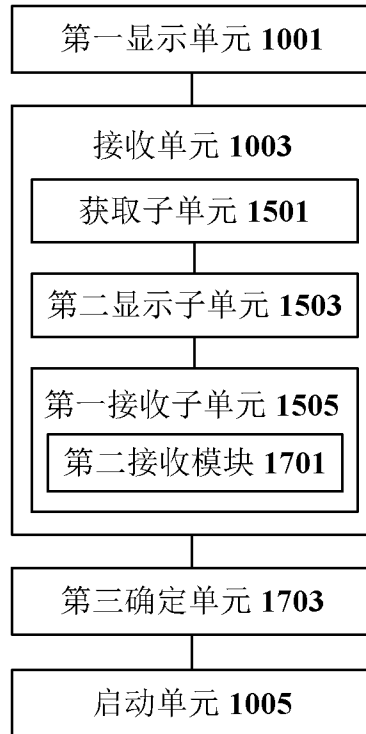 第一显示单元 1001
接收单元 1003
获取子单元 1501
第二显示子单元 1503
第一接收子单元 1505
第二接收模块 1701
第三确定单元 1703
启动单元 1005